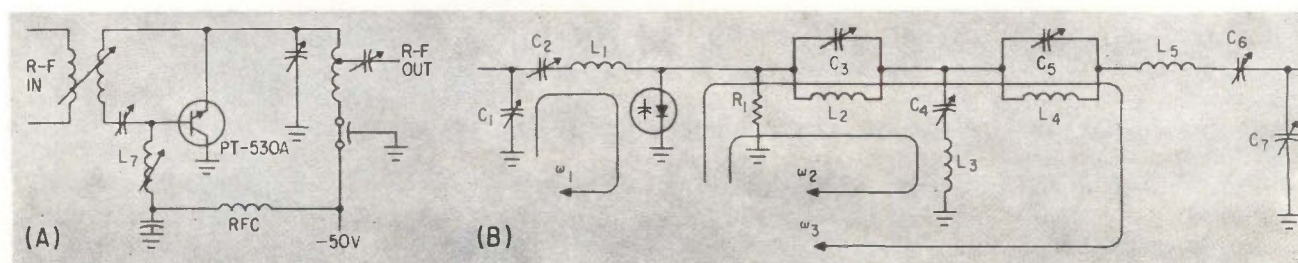 R-F
IN
L7
PT-530A
R-F
OUT
RFC
-50V
(A)
C1
C2
L1
ω1
R1
C3
L2
C4
L3
ω2
C5
L4
ω3
L5
C6
C7
(B)